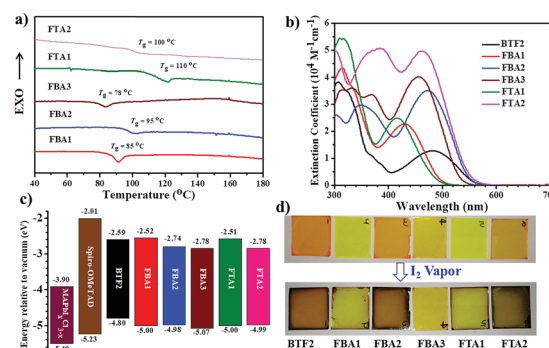 a)
EXO
FTA2
Tg = 100 °C
FTA1
Tg = 110 °C
FBA3
Tg = 78 °C
FBA2
Tg = 95 °C
FBA1
Tg = 85 °C
40 60 80 100 120 140 160 180
Temperature (°C)
b)
Extinction Coefficient (10⁴ M⁻¹cm⁻¹)
6
5
4
3
2
1
0
BTF2
FBA1
FBA2
FBA3
FTA1
FTA2
300 400 500 600
Wavelength (nm)
c)
Energy relative to vacuum (eV)
-2
-3
-4
-5
-3.90
MAPbIxCl3-x
-2.01
Spiro-OMeTAD
-5.23
-2.59
BTF2
-4.80
-2.52
FBA1
-5.00
-2.74
FBA2
-4.98
-2.78
FBA3
-5.07
-2.51
FTA1
-5.00
-2.78
FTA2
-4.99
d)
I2 Vapor
BTF2 FBA1 FBA2 FBA3 FTA1 FTA2